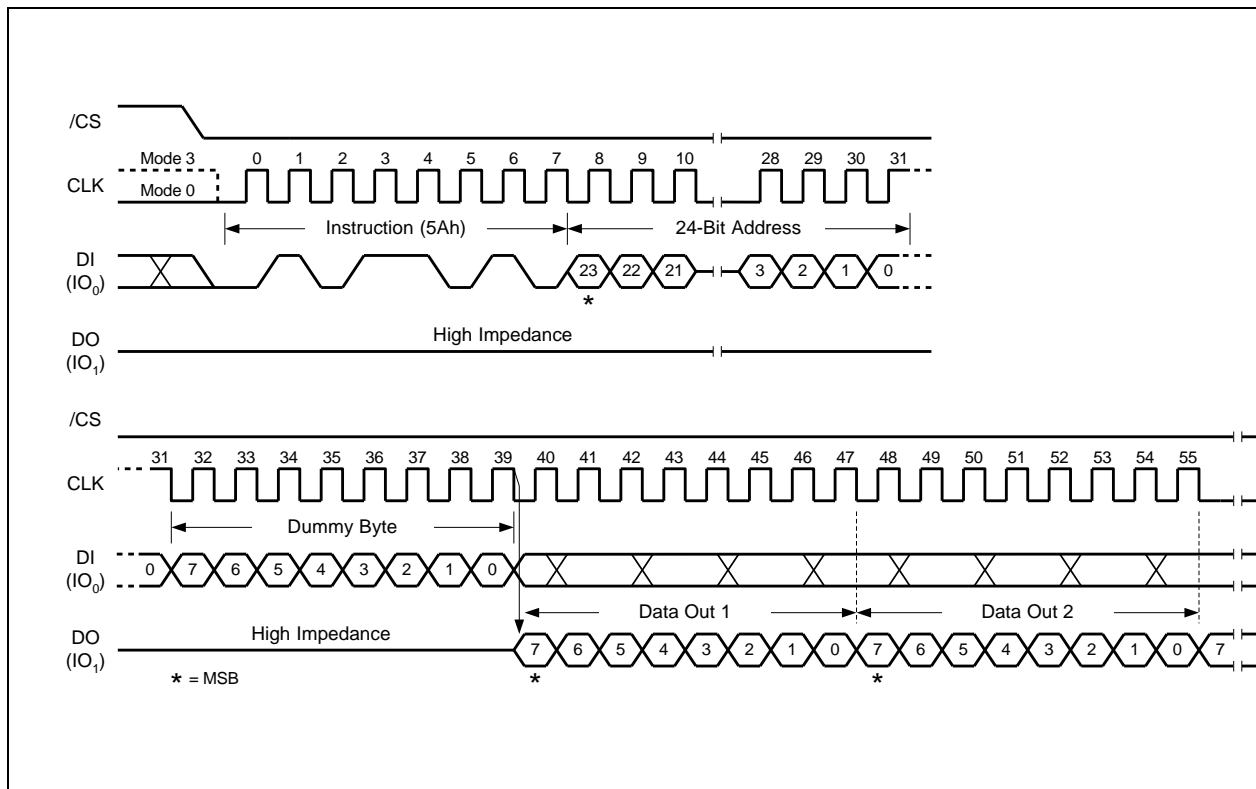 /CS
Mode 3 0 1 2 3 4 5 6 7 8 9 10 28 29 30 31
CLK
Mode 0
Instruction (5Ah) 24-Bit Address
DI
(IO0) 23 22 21 3 2 1 0
*
High Impedance
DO
(IO1)
/CS
31 32 33 34 35 36 37 38 39 40 41 42 43 44 45 46 47 48 49 50 51 52 53 54 55
CLK
Dummy Byte
DI
(IO0) 0 7 6 5 4 3 2 1 0
Data Out 1 Data Out 2
High Impedance
DO
(IO1) 7 6 5 4 3 2 1 0 7 6 5 4 3 2 1 0 7
* = MSB * *